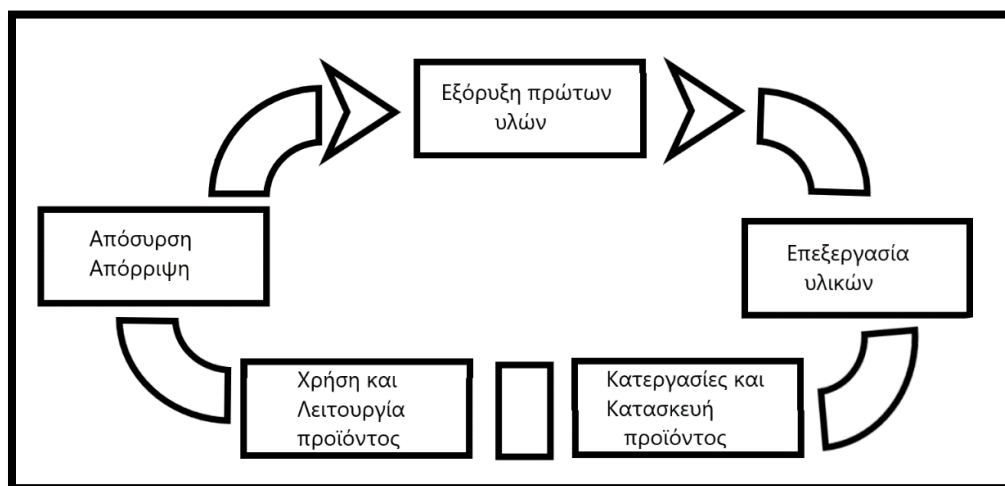 Εξόρυξη πρώτων
υλών
Επεξεργασία
υλικών
Κατεργασίες και
Κατασκευή
προϊόντος
Χρήση και
Λειτουργία
προϊόντος
Απόσυρση
Απόρριψη